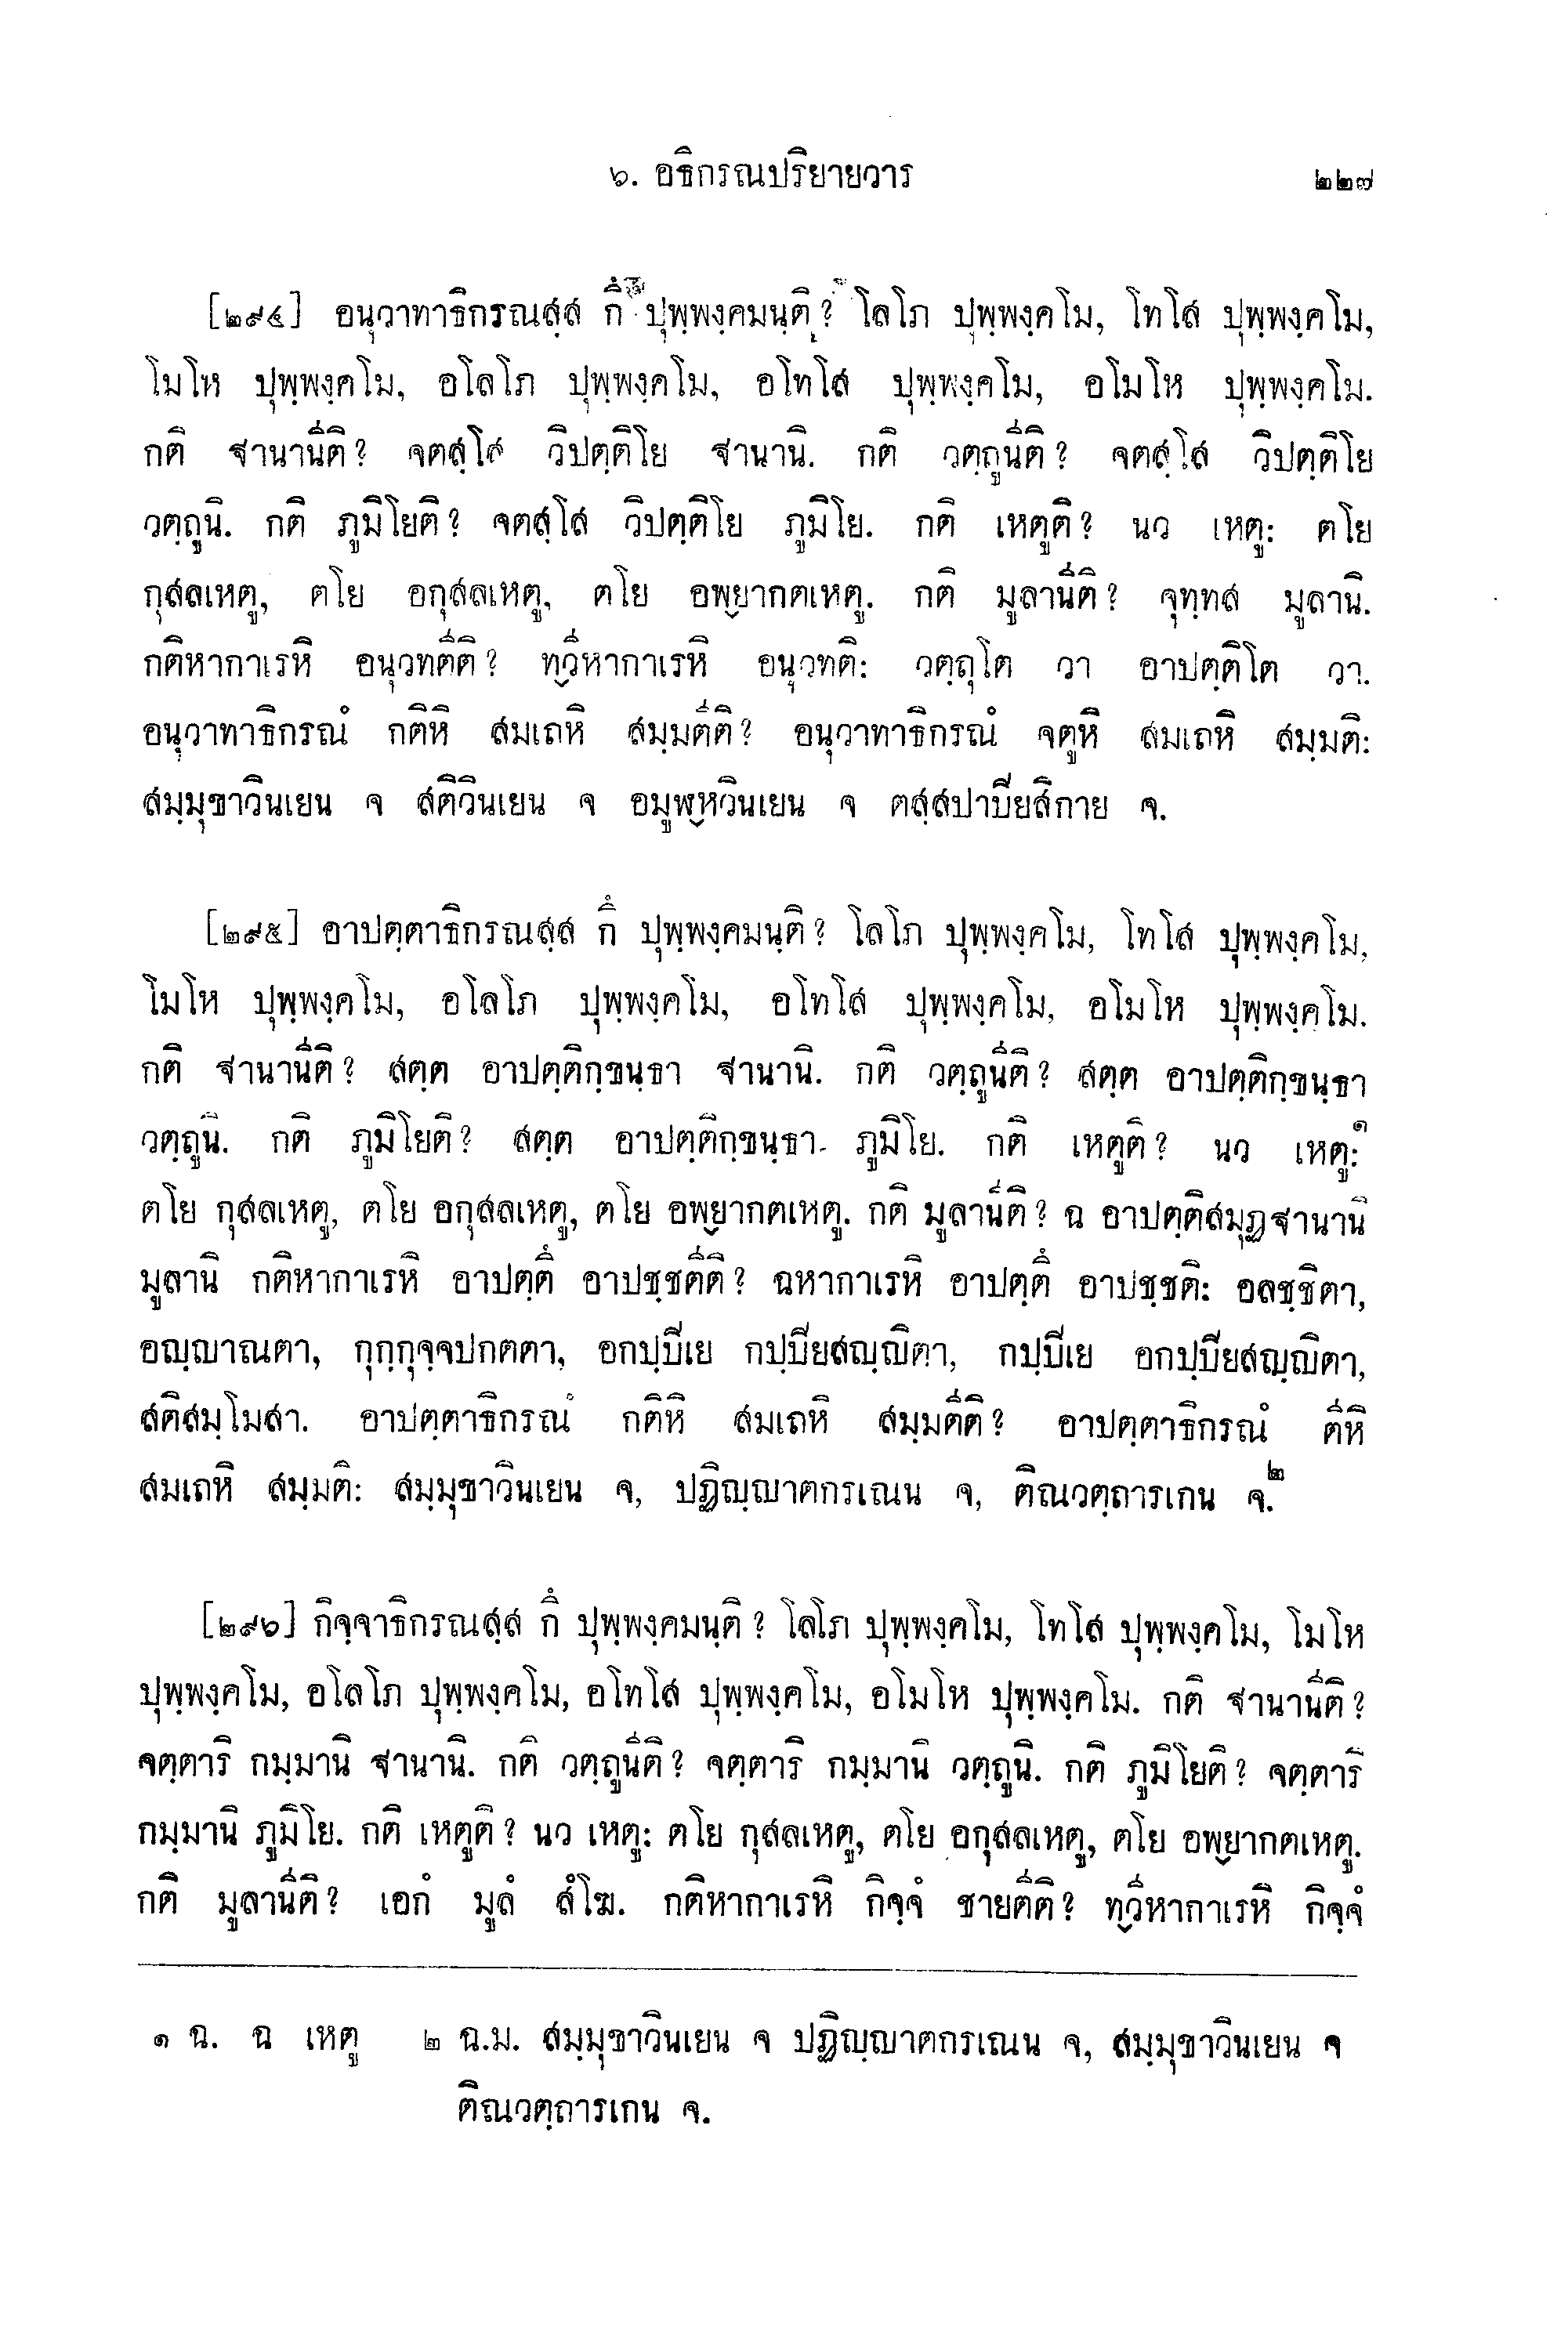 ๖. อธิกรณปริยายวาร ๒๒๗
[๒๙๔] อนุวาทาธิกรณสฺส กึ ปุพฺพงฺคมนฺติ? โลโภ ปุพฺพงฺคโม, โทโส ปุพฺพงฺคโม,
โมโห ปุพฺพงฺคโม, อโลโภ ปุพฺพงฺคโม, อโทโส ปุพฺพงฺคโม, อโมโห ปุพฺพงฺคโม.
กติ ฐานานีติ? จตสฺโส วิปตฺติโย ฐานานิ. กติ วตฺถูนีติ? จตสฺโส วิปตฺติโย
วตฺถูนิ. กติ ภูมิโยติ? จตสฺโส วิปตฺติโย ภูมิโย. กติ เหตูติ? นว เหตู: ตโย
กุสลเหตู, ตโย อกุสลเหตู, ตโย อพฺยากตเหตู. กติ มูลานีติ? จุทฺทส มูลานิ.
กติหากาเรหิ อนุวทตีติ? ทฺวีหากาเรหิ อนุวทติ: วตฺถุโต วา อาปตฺติโต วา.
อนุวาทาธิกรณํ กติหิ สมเถหิ สมฺมตีติ? อนุวาทาธิกรณํ จตูหิ สมเถหิ สมฺมติ:
สมฺมุขาวินเยน จ สติวินเยน จ อมูฬฺหวินเยน จ ตสฺสปาปียสิกาย จ.
[๒๙๕] อาปตฺตาธิกรณสฺส กึ ปุพฺพงฺคมนฺติ? โลโภ ปุพฺพงฺคโม, โทโส ปุพฺพงฺคโม,
โมโห ปุพฺพงฺคโม, อโลโภ ปุพฺพงฺคโม, อโทโส ปุพฺพงฺคโม, อโมโห ปุพฺพงฺคโม.
กติ ฐานานีติ? สตฺต อาปตฺติกฺขนฺธา ฐานานิ. กติ วตฺถูนีติ? สตฺต อาปตฺติกฺขนฺธา
วตฺถูนิ. กติ ภูมิโยติ? สตฺต อาปตฺติกฺขนฺธา ภูมิโย. กติ เหตูติ? นว เหตู:๑
ตโย กุสลเหตู, ตโย อกุสลเหตู, ตโย อพฺยากตเหตู. กติ มูลานีติ? ฉ อาปตฺติสมุฏฺฐานานิ
มูลานิ กติหากาเรหิ อาปตฺตึ อาปชฺชตีติ? ฉหากาเรหิ อาปตฺตึ อาปชฺชติ: อลชฺชิตา,
อญฺญาณตา, กุกฺกุจฺจปกตตา, อกปฺปิเย กปฺปิยสญฺญิตา, กปฺปิเย อกปฺปิยสญฺญิตา,
สติสมฺโมสา. อาปตฺตาธิกรณํ กติหิ สมเถหิ สมฺมตีติ? อาปตฺตาธิกรณํ ตีหิ
สมเถหิ สมฺมติ: สมฺมุขาวินเยน จ, ปฏิญฺญาตกรเณน จ, ติณวตฺถารเกน จ.๒
[๒๙๖] กิจฺจาธิกรณสฺส กึ ปุพฺพงฺคมนฺติ? โลโภ ปุพฺพงฺคโม, โทโส ปุพฺพงฺคโม, โมโห
ปุพฺพงฺคโม, อโลโภ ปุพฺพงฺคโม, อโทโส ปุพฺพงฺคโม, อโมโห ปุพฺพงฺคโม. กติ ฐานานีติ?
จตฺตาริ กมฺมานิ ฐานานิ. กติ วตฺถูนีติ? จตฺตาริ กมฺมานิ วตฺถูนิ. กติ ภูมิโยติ? จตฺตาริ
กมฺมานิ ภูมิโย. กติ เหตูติ? นว เหตู: ตโย กุสลเหตู, ตโย อกุสลเหตู, ตโย อพฺยากตเหตู.
กติ มูลานีติ? เอกํ มูลํ สํโฆ. กติหากาเรหิ กิจฺจํ ชายตีติ? ทฺวีหากาเรหิ กิจฺจํ
๑ ฉ. ฉ เหตู ๒ ฉ.ม. สมฺมุขาวินเยน จ ปฏิญฺญาตกรเณน จ, สมฺมุขาวินเยน จ
ติณวตฺถารเกน จ.